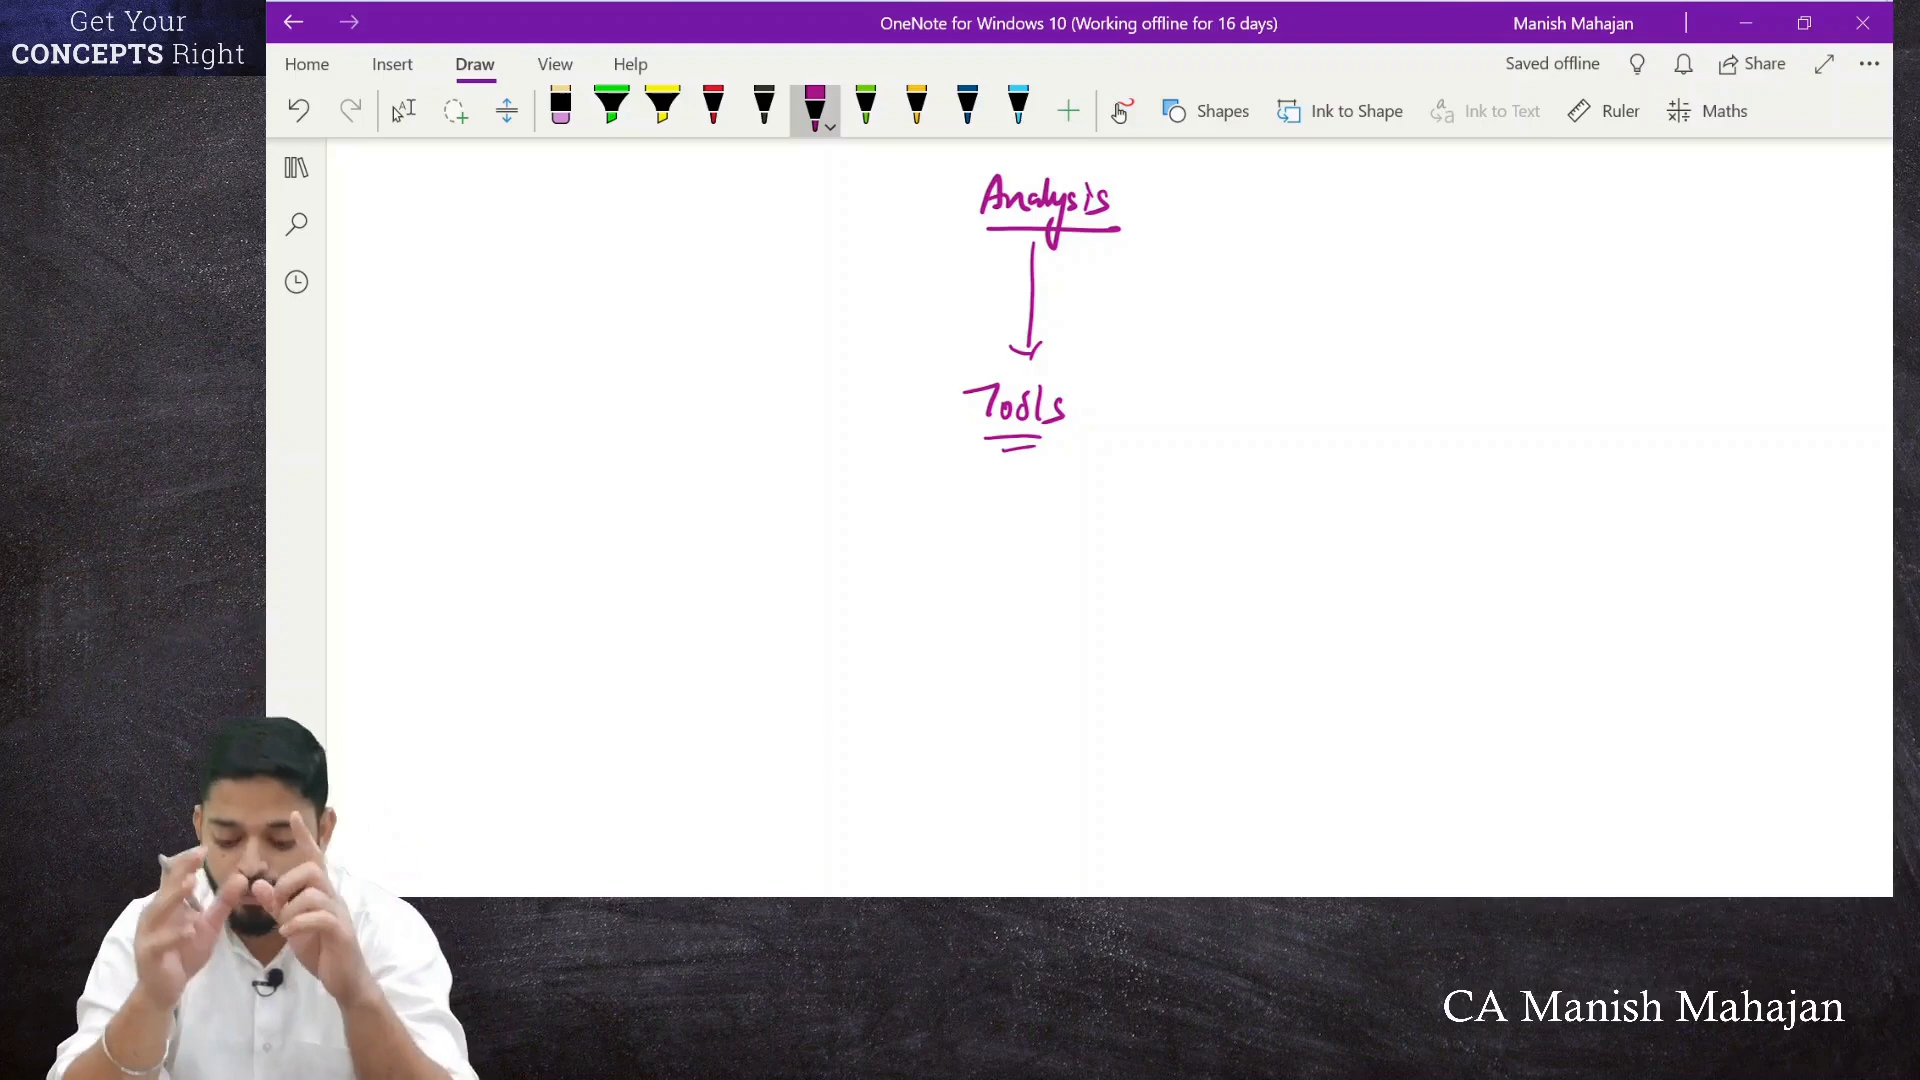 Get Your
CONCEPTS Right
OneNote for Windows 10 (Working offline for 16 days)
Manish Mahajan
Home Insert Draw View Help
Saved offline
Share
Shapes
Ink to Shape
Ink to Text
Ruler
Maths
Analysis
Tools
CA Manish Mahajan